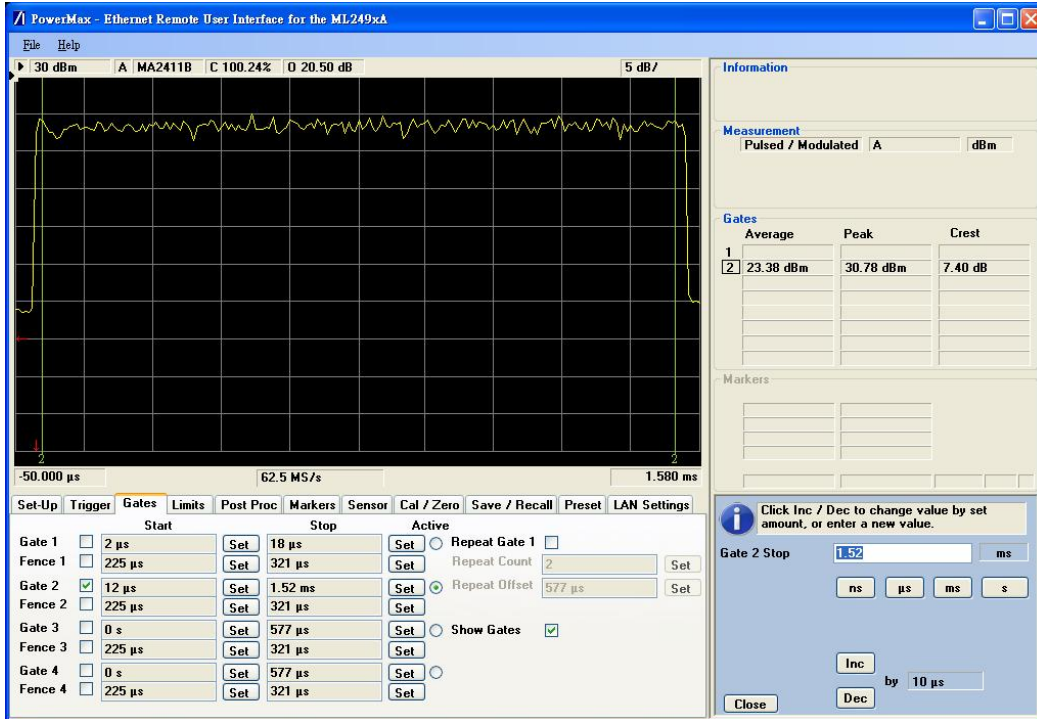 PowerMax - Ethernet Remote User Interface for the ML249xA
File Help
30 dBm A MA2411B C 100.24% O 20.50 dB 5 dB/
2 2
-50.000 µs 62.5 MS/s 1.580 ms
Set-Up Trigger Gates Limits Post Proc Markers Sensor Cal / Zero Save / Recall Preset LAN Settings
Start Stop Active
Gate 1 2 µs Set 18 µs Set Repeat Gate 1
Fence 1 225 µs Set 321 µs Set Repeat Count 2 Set
Gate 2 12 µs Set 1.52 ms Set Repeat Offset 577 µs Set
Fence 2 225 µs Set 321 µs Set
Gate 3 0 s Set 577 µs Set Show Gates
Fence 3 225 µs Set 321 µs Set
Gate 4 0 s Set 577 µs Set
Fence 4 225 µs Set 321 µs Set
Information
Measurement
Pulsed / Modulated A dBm
Gates
Average Peak Crest
1
2 23.38 dBm 30.78 dBm 7.40 dB
Markers
Click Inc / Dec to change value by set
amount, or enter a new value.
Gate 2 Stop 1.52 ms
ns µs ms s
Inc
by 10 µs
Dec
Close